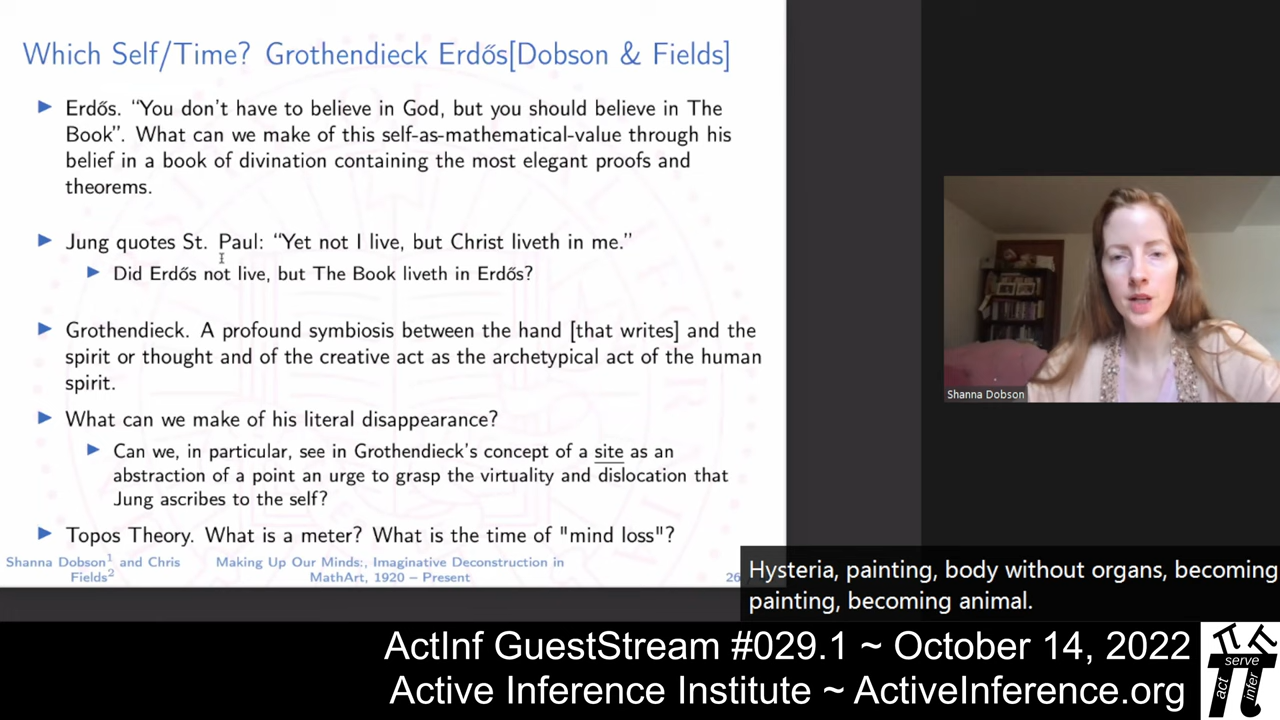 Which Self/Time? Grothendieck Erdős[Dobson & Fields]
Erdős. “You don’t have to believe in God, but you should believe in The
Book”. What can we make of this self-as-mathematical-value through his
belief in a book of divination containing the most elegant proofs and
theorems.
Jung quotes St. Paul: “Yet not I live, but Christ liveth in me.”
Did Erdős not live, but The Book liveth in Erdős?
Grothendieck. A profound symbiosis between the hand [that writes] and the
spirit or thought and of the creative act as the archetypical act of the human
spirit.
What can we make of his literal disappearance?
Can we, in particular, see in Grothendieck’s concept of a site as an
abstraction of a point an urge to grasp the virtuality and dislocation that
Jung ascribes to the self?
Topos Theory. What is a meter? What is the time of "mind loss"?
Shanna Dobson¹ and Chris
Fields²
Making Up Our Minds:, Imaginative Deconstruction in
MathArt, 1920 – Present
26
Shanna Dobson
Hysteria, painting, body without organs, becoming
painting, becoming animal.
ActInf GuestStream #029.1 ~ October 14, 2022
Active Inference Institute ~ ActiveInference.org
serve
act
infer